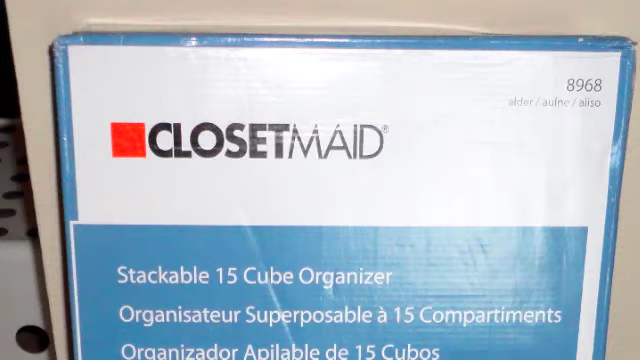 8968
alder / aulne / aliso
CLOSETMAID®
Stackable 15 Cube Organizer
Organisateur Superposable à 15 Compartiments
Organizador Apilable de 15 Cubos